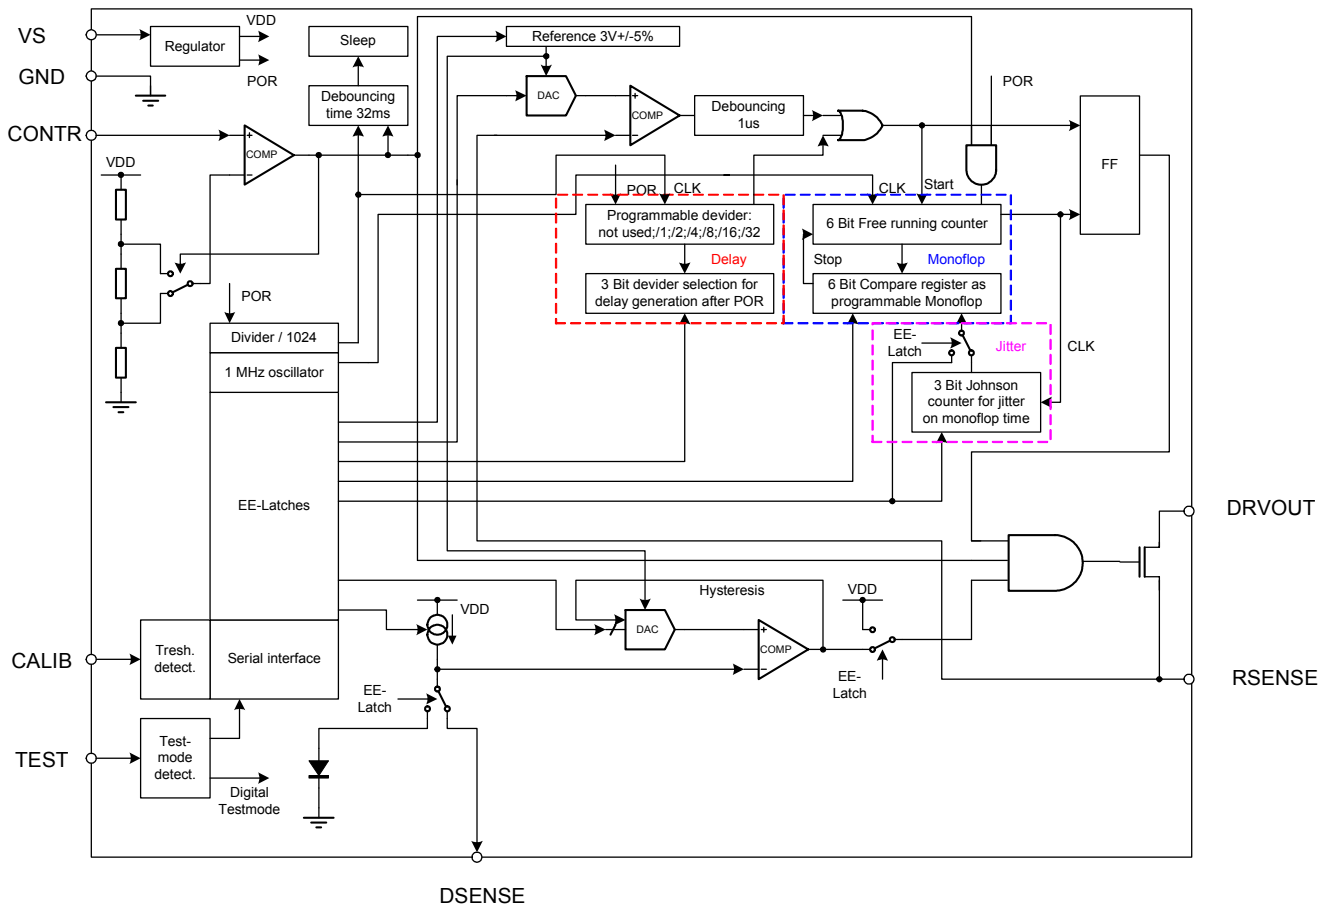 VS
GND
CONTR
CALIB
TEST
DSENSE
DRVOUT
RSENSE
Regulator
VDD
POR
Sleep
Debouncing
time 32ms
+
COMP
−
VDD
Reference 3V+/-5%
DAC
+
COMP
−
Debouncing
1us
POR
FF
POR
CLK
CLK
Start
Programmable devider:
not used;/1;/2;/4;/8;/16;/32
Delay
3 Bit devider selection for
delay generation after POR
6 Bit Free running counter
Stop
Monoflop
6 Bit Compare register as
programmable Monoflop
EE-
Latch
Jitter
CLK
3 Bit Johnson
counter for jitter
on monoflop time
POR
Divider / 1024
1 MHz oscillator
EE-Latches
Serial interface
Tresh.
detect.
Test-
mode
detect.
Digital
Testmode
VDD
EE-
Latch
Hysteresis
DAC
+
COMP
−
VDD
EE-
Latch